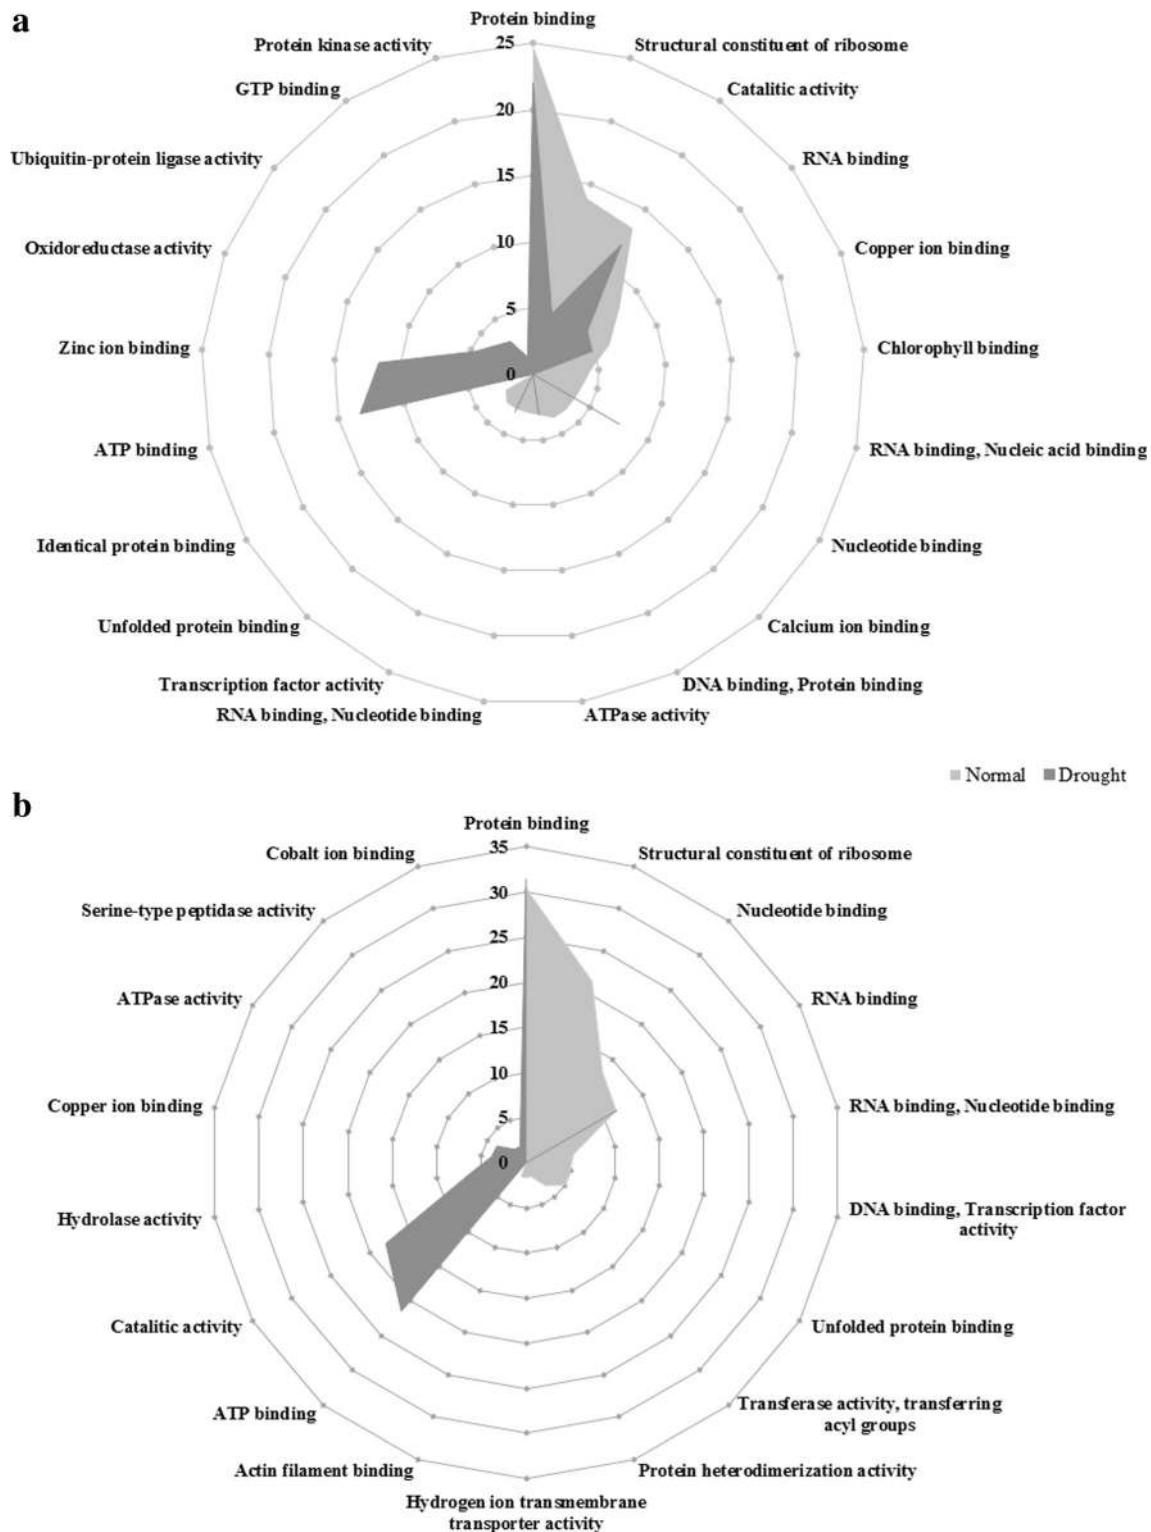 a
Protein binding
Protein kinase activity
25
Structural constituent of ribosome
GTP binding
Catalitic activity
20
Ubiquitin-protein ligase activity
RNA binding
15
Oxidoreductase activity
10
Copper ion binding
5
Zinc ion binding
Chlorophyll binding
0
ATP binding
RNA binding, Nucleic acid binding
Identical protein binding
Nucleotide binding
Unfolded protein binding
Calcium ion binding
Transcription factor activity
DNA binding, Protein binding
RNA binding, Nucleotide binding
ATPase activity
Normal Drought
b
Protein binding
35
Cobalt ion binding
Structural constituent of ribosome
30
Serine-type peptidase activity
Nucleotide binding
25
20
ATPase activity
RNA binding
15
10
Copper ion binding
RNA binding, Nucleotide binding
5
0
Hydrolase activity
DNA binding, Transcription factor
activity
Catalitic activity
Unfolded protein binding
ATP binding
Transferase activity, transferring
acyl groups
Actin filament binding
Protein heterodimerization activity
Hydrogen ion transmembrane
transporter activity